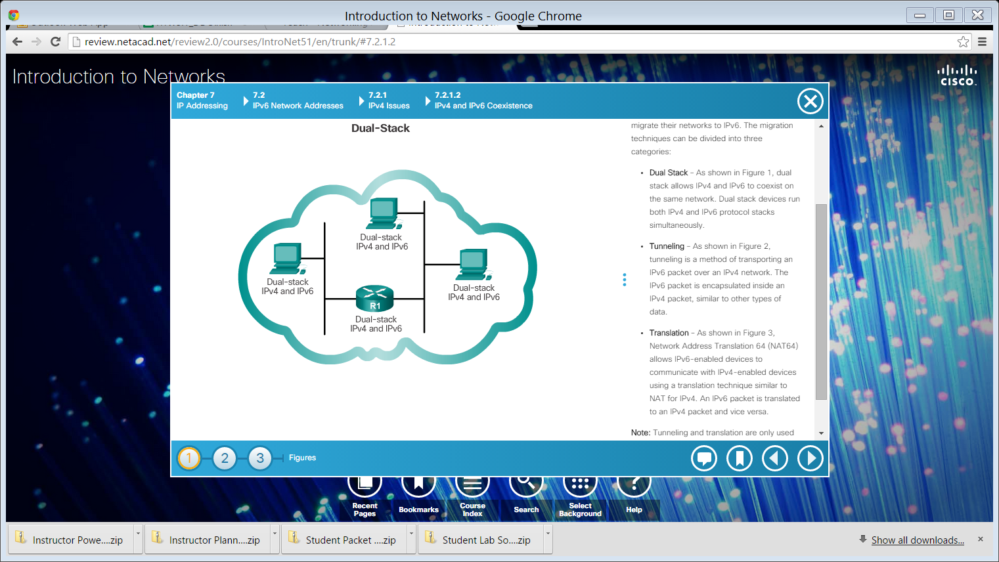 Introduction to Networks - Google Chrome
review.netacad.net/review2.0/courses/IntroNet51/en/trunk/#7.2.1.2
Introduction to Networks
CISCO.
Chapter 7
IP Addressing
7.2
IPv6 Network Addresses
7.2.1
IPv4 Issues
7.2.1.2
IPv4 and IPv6 Coexistence
Dual-Stack
Dual-stack
IPv4 and IPv6
Dual-stack
IPv4 and IPv6
Dual-stack
IPv4 and IPv6
R1
Dual-stack
IPv4 and IPv6
migrate their networks to IPv6. The migration
techniques can be divided into three
categories:
• Dual Stack – As shown in Figure 1, dual
stack allows IPv4 and IPv6 to coexist on
the same network. Dual stack devices run
both IPv4 and IPv6 protocol stacks
simultaneously.
• Tunneling – As shown in Figure 2,
tunneling is a method of transporting an
IPv6 packet over an IPv4 network. The
IPv6 packet is encapsulated inside an
IPv4 packet, similar to other types of
data.
• Translation – As shown in Figure 3,
Network Address Translation 64 (NAT64)
allows IPv6-enabled devices to
communicate with IPv4-enabled devices
using a translation technique similar to
NAT for IPv4. An IPv6 packet is translated
to an IPv4 packet and vice versa.
Note: Tunneling and translation are only used
1
2
3
Figures
Recent
Pages
Bookmarks
Course
Index
Search
Select
Background
Help
Instructor Powe....zip
Instructor Plann....zip
Student Packet ....zip
Student Lab So....zip
Show all downloads...